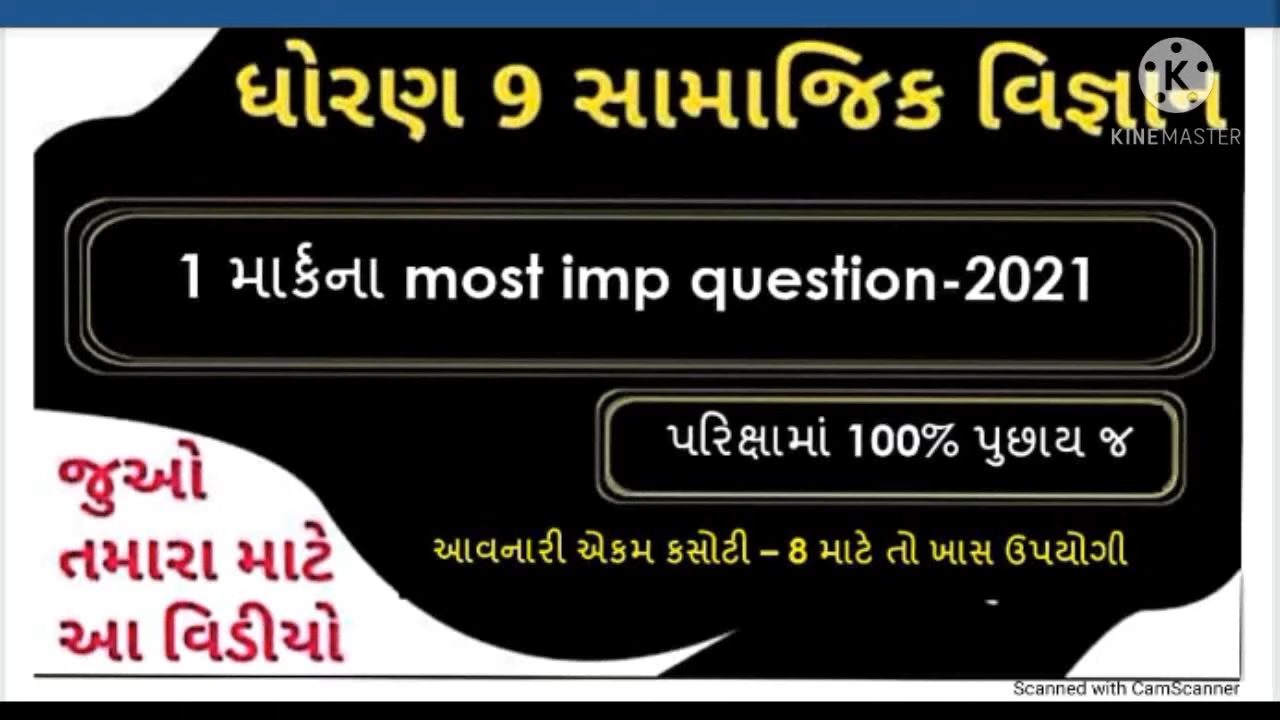 ધોરણ 9 સામાજિક વિજ્ઞાન
KINEMASTER
1 માર્કના most imp question-2021
પરિક્ષામાં 100% પુછાય જ
જુઓ
તમારા માટે
આ વિડીયો
આવનારી એકમ કસોટી – 8 માટે તો ખાસ ઉપયોગી
Scanned with CamScanner